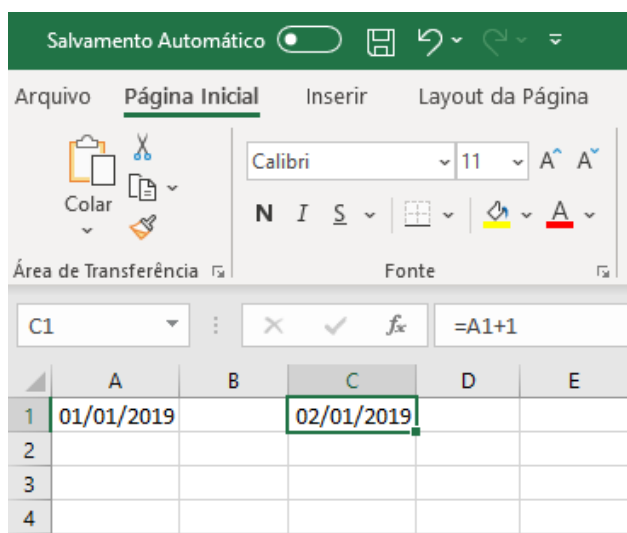 Salvamento Automático
Arquivo Página Inicial Inserir Layout da Página
Colar
Calibri 11 A A
N I S A
Área de Transferência Fonte
C1 fx =A1+1
A B C D E
1 01/01/2019 02/01/2019
2
3
4